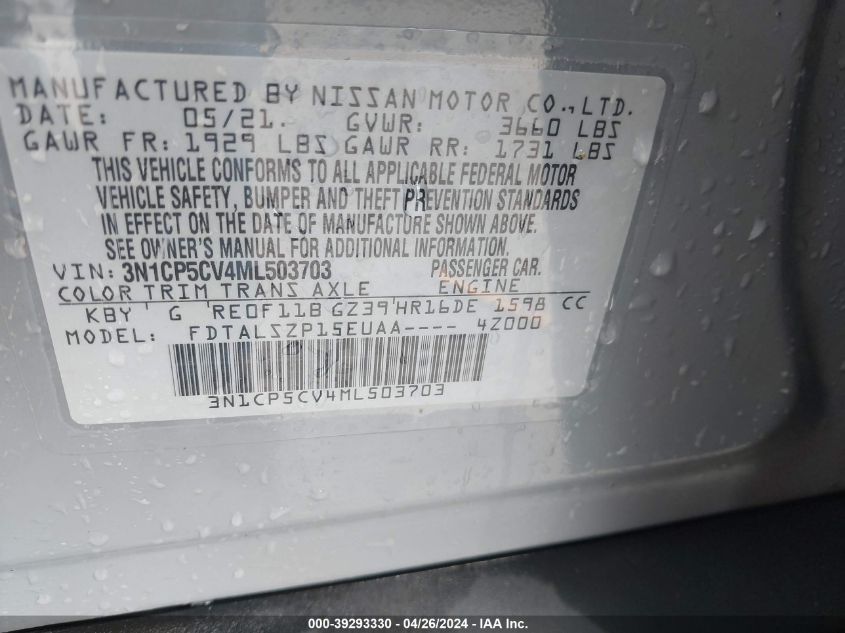 MANUFACTURED BY NISSAN MOTOR CO.,LTD.
DATE: 05/21. GVWR: 3660 LBS
GAWR FR: 1929 LBS GAWR RR: 1731 LBS
THIS VEHICLE CONFORMS TO ALL APPLICABLE FEDERAL MOTOR
VEHICLE SAFETY, BUMPER AND THEFT PREVENTION STANDARDS
IN EFFECT ON THE DATE OF MANUFACTURE SHOWN ABOVE.
SEE OWNER'S MANUAL FOR ADDITIONAL INFORMATION.
VIN: 3N1CP5CV4ML503703 PASSENGER CAR.
COLOR TRIM TRANS AXLE ENGINE
KBY G RE0F11B GZ39 HR16DE 1598 CC
MODEL: FDTALSZP15EUAA---- 4Z000
3N1CP5CV4ML503703
000-39293330 - 04/26/2024 - IAA Inc.